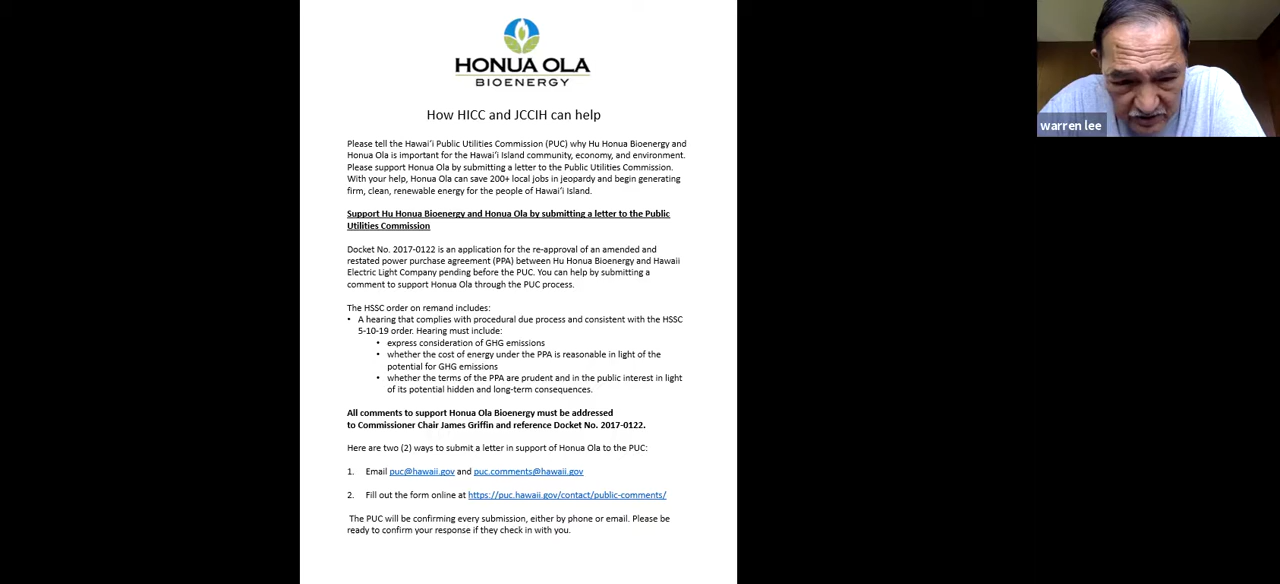 HONUA OLA
BIOENERGY
How HICC and JCCIH can help
Please tell the Hawai‘i Public Utilities Commission (PUC) why Hu Honua Bioenergy and
Honua Ola is important for the Hawai‘i Island community, economy, and environment.
Please support Honua Ola by submitting a letter to the Public Utilities Commission.
With your help, Honua Ola can save 200+ local jobs in jeopardy and begin generating
firm, clean, renewable energy for the people of Hawai‘i Island.
Support Hu Honua Bioenergy and Honua Ola by submitting a letter to the Public
Utilities Commission
Docket No. 2017-0122 is an application for the re-approval of an amended and
restated power purchase agreement (PPA) between Hu Honua Bioenergy and Hawaii
Electric Light Company pending before the PUC. You can help by submitting a
comment to support Honua Ola through the PUC process.
The HSSC order on remand includes:
• A hearing that complies with procedural due process and consistent with the HSSC
5-10-19 order. Hearing must include:
• express consideration of GHG emissions
• whether the cost of energy under the PPA is reasonable in light of the
potential for GHG emissions
• whether the terms of the PPA are prudent and in the public interest in light
of its potential hidden and long-term consequences.
All comments to support Honua Ola Bioenergy must be addressed
to Commissioner Chair James Griffin and reference Docket No. 2017-0122.
Here are two (2) ways to submit a letter in support of Honua Ola to the PUC:
1. Email puc@hawaii.gov and puc.comments@hawaii.gov
2. Fill out the form online at https://puc.hawaii.gov/contact/public-comments/
The PUC will be confirming every submission, either by phone or email. Please be
ready to confirm your response if they check in with you.
warren lee